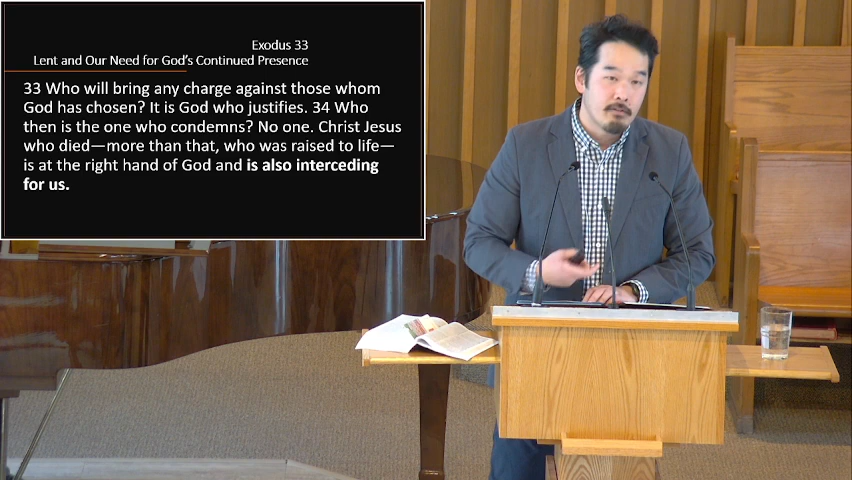 Exodus 33
Lent and Our Need for God's Continued Presence
33 Who will bring any charge against those whom
God has chosen? It is God who justifies. 34 Who
then is the one who condemns? No one. Christ Jesus
who died—more than that, who was raised to life—
is at the right hand of God and is also interceding
for us.